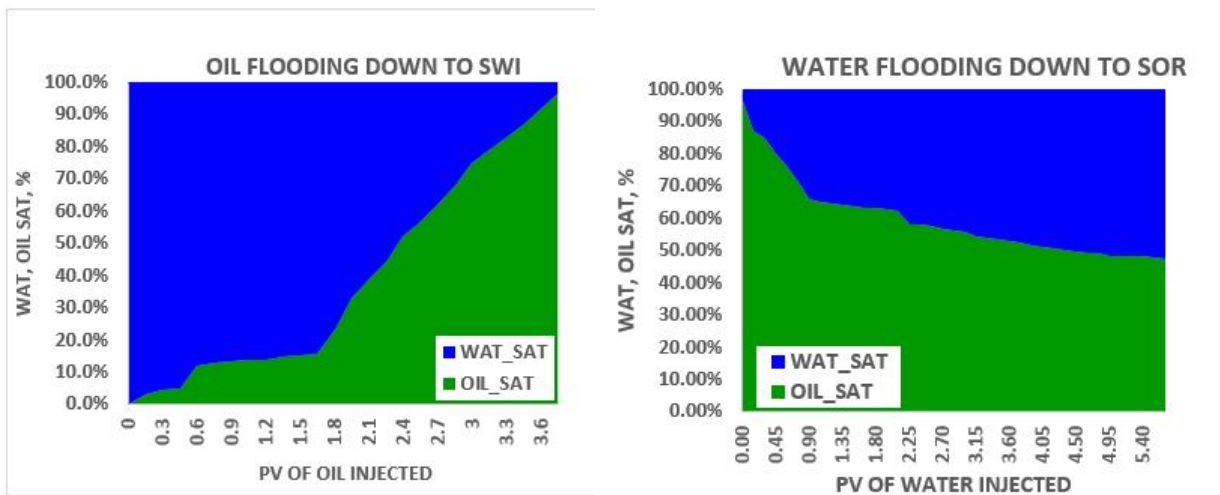 OIL FLOODING DOWN TO SWI
WAT, OIL SAT, %
100.0%
90.0%
80.0%
70.0%
60.0%
50.0%
40.0%
30.0%
20.0%
10.0%
0.0%
WAT_SAT
OIL_SAT
0 0.3 0.6 0.9 1.2 1.5 1.8 2.1 2.4 2.7 3 3.3 3.6
PV OF OIL INJECTED
WATER FLOODING DOWN TO SOR
WAT, OIL SAT, %
100.00%
90.00%
80.00%
70.00%
60.00%
50.00%
40.00%
30.00%
20.00%
10.00%
0.00%
WAT_SAT
OIL_SAT
0.00 0.45 0.90 1.35 1.80 2.25 2.70 3.15 3.60 4.05 4.50 4.95 5.40
PV OF WATER INJECTED